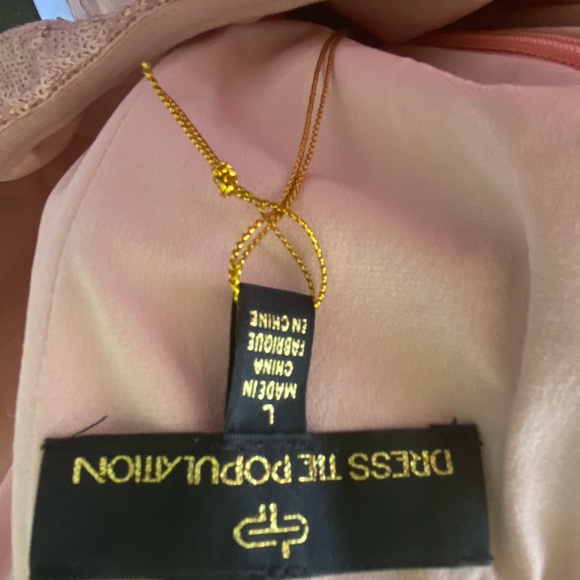 DRESS THE POPULATION
L
MADE IN
CHINA
FABRIQUE
EN CHINE